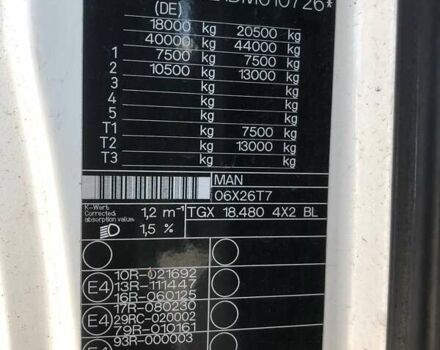 (DE)
18000 kg 20500 kg
40000 kg 44000 kg
1 7500 kg 7500 kg
2 10500 kg 13000 kg
3 kg kg
4 kg kg
5 kg kg
T1 kg 7500 kg
T2 kg 13000 kg
T3 kg kg
MAN
06X26T7
K-Wert:
Corrected absorption value: 1,2 m-1
TGX 18.480 4X2 BL
1,5 %
10R-021692
E4 13R-111447
16R-060125
17R-080230
E4 29RC-020002
79R-010161
E4 93R-000003